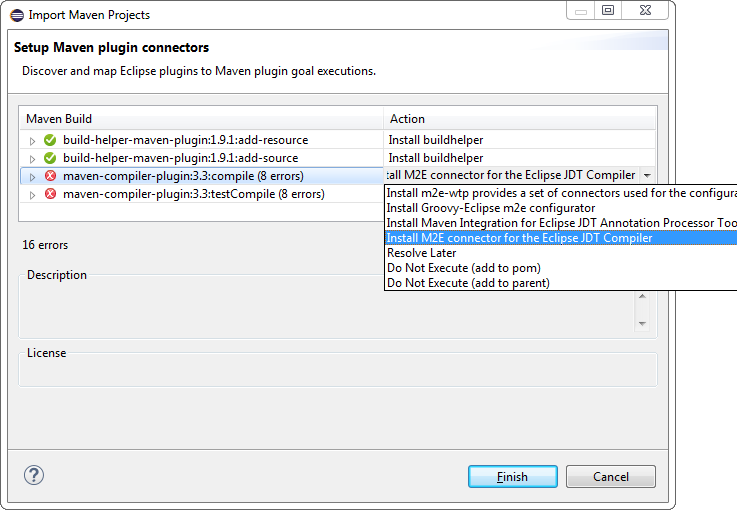 Import Maven Projects
Setup Maven plugin connectors
Discover and map Eclipse plugins to Maven plugin goal executions.
Maven Build Action
build-helper-maven-plugin:1.9.1:add-resource Install buildhelper
build-helper-maven-plugin:1.9.1:add-source Install buildhelper
maven-compiler-plugin:3.3:compile (8 errors) :all M2E connector for the Eclipse JDT Compiler
maven-compiler-plugin:3.3:testCompile (8 errors)
Install m2e-wtp provides a set of connectors used for the configura
Install Groovy-Eclipse m2e configurator
Install Maven Integration for Eclipse JDT Annotation Processor Too
Install M2E connector for the Eclipse JDT Compiler
Resolve Later
Do Not Execute (add to pom)
Do Not Execute (add to parent)
16 errors
Description
License
?
Finish Cancel